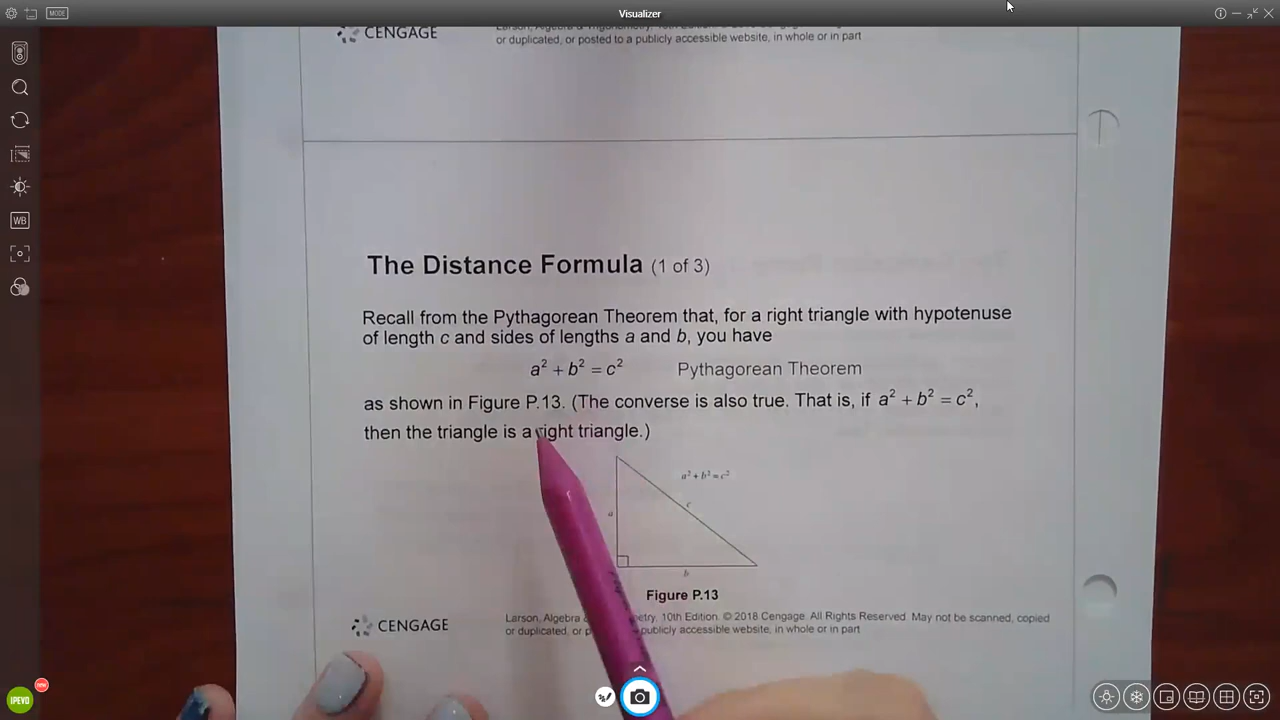 MODE
Visualizer
CENGAGE
or duplicated, or posted to a publicly accessible website, in whole or in part
WB
The Distance Formula (1 of 3)
Recall from the Pythagorean Theorem that, for a right triangle with hypotenuse
of length c and sides of lengths a and b, you have
a² + b² = c² Pythagorean Theorem
as shown in Figure P.13. (The converse is also true. That is, if a² + b² = c²,
then the triangle is a right triangle.)
a² + b² = c²
a
c
b
Figure P.13
CENGAGE
Larson, Algebra & etry, 10th Edition. © 2018 Cengage. All Rights Reserved. May not be scanned, copied
or duplicated, or p publicly accessible website, in whole or in part
IPEVO
new